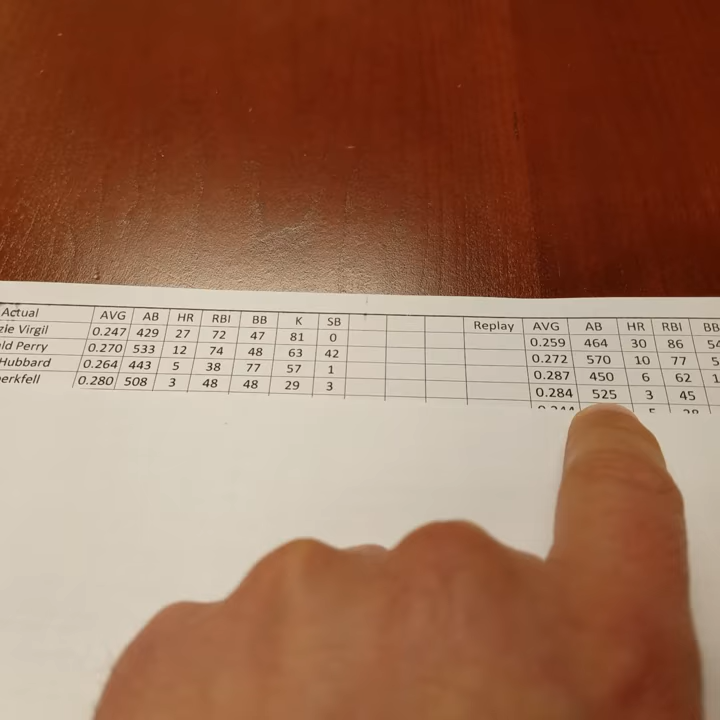 Actual AVG AB HR RBI BB K SB Replay AVG AB HR RBI BB
zle Virgil 0.247 429 27 72 47 81 0 0.259 464 30 86 54
ld Perry 0.270 533 12 74 48 63 42 0.272 570 10 77 5
Hubbard 0.264 443 5 38 77 57 1 0.287 450 6 62 1
erkfell 0.280 508 3 48 48 29 3 0.284 525 3 45